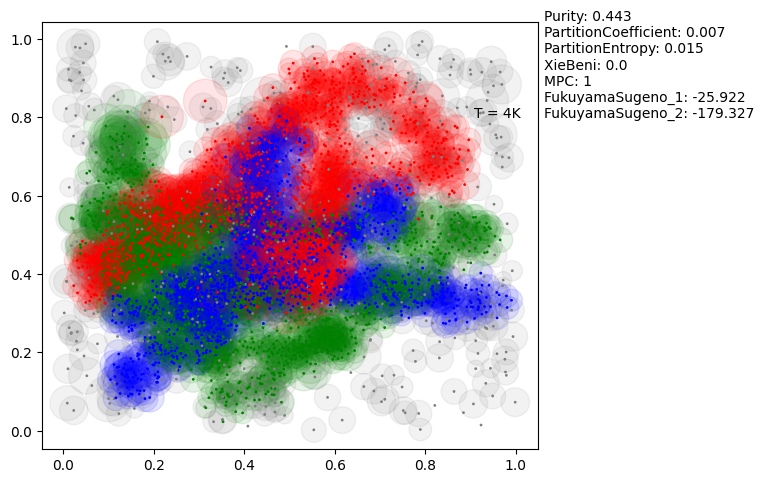 Purity: 0.443
PartitionCoefficient: 0.007
PartitionEntropy: 0.015
XieBeni: 0.0
MPC: 1
FukuyamaSugeno_1: -25.922
FukuyamaSugeno_2: -179.327
1.0
0.8
0.6
0.4
0.2
0.0
T = 4K
0.0 0.2 0.4 0.6 0.8 1.0